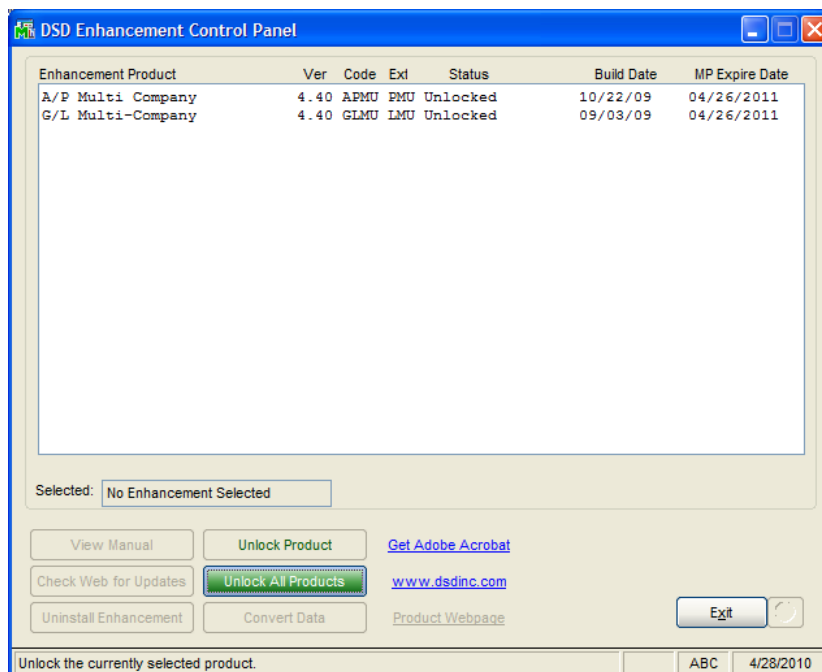 DSD Enhancement Control Panel
Enhancement Product Ver Code Ext Status Build Date MP Expire Date
A/P Multi Company 4.40 APMU PMU Unlocked 10/22/09 04/26/2011
G/L Multi-Company 4.40 GLMU LMU Unlocked 09/03/09 04/26/2011
Selected: No Enhancement Selected
View Manual Unlock Product Get Adobe Acrobat
Check Web for Updates Unlock All Products www.dsdinc.com
Uninstall Enhancement Convert Data Product Webpage Exit
Unlock the currently selected product. ABC 4/28/2010